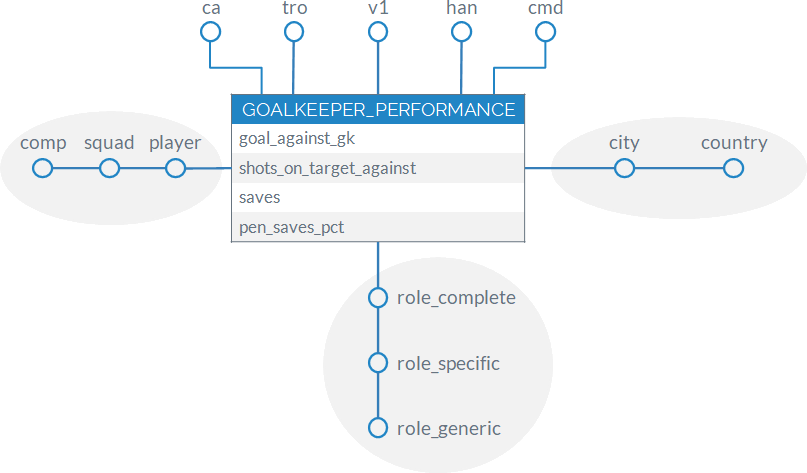 ca tro v1 han cmd
GOALKEEPER_PERFORMANCE
goal_against_gk
comp squad player
shots_on_target_against
city country
saves
pen_saves_pct
role_complete
role_specific
role_generic